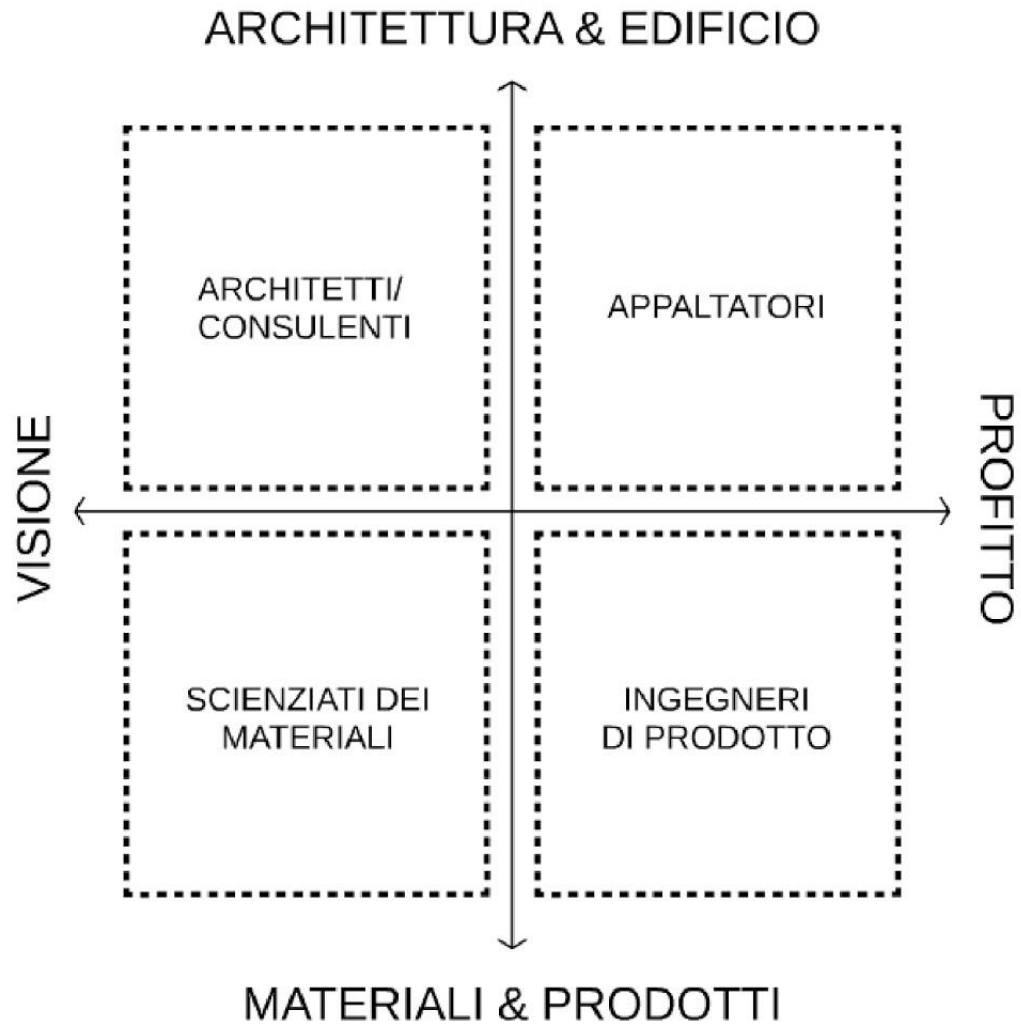 ARCHITETTURA & EDIFICIO
ARCHITETTI/
CONSULENTI
APPALTATORI
VISIONE
PROFITTO
SCIENZIATI DEI
MATERIALI
INGEGNERI
DI PRODOTTO
MATERIALI & PRODOTTI